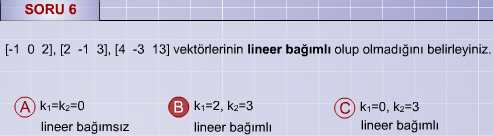 SORU 6
[-1 0 2], [2 -1 3], [4 -3 13] vektörlerinin lineer bağımlı olup olmadığını belirleyiniz.
A k₁=k₂=0 B k₁=2, k₂=3 C k₁=0, k₂=3
lineer bağımsız lineer bağımlı lineer bağımlı